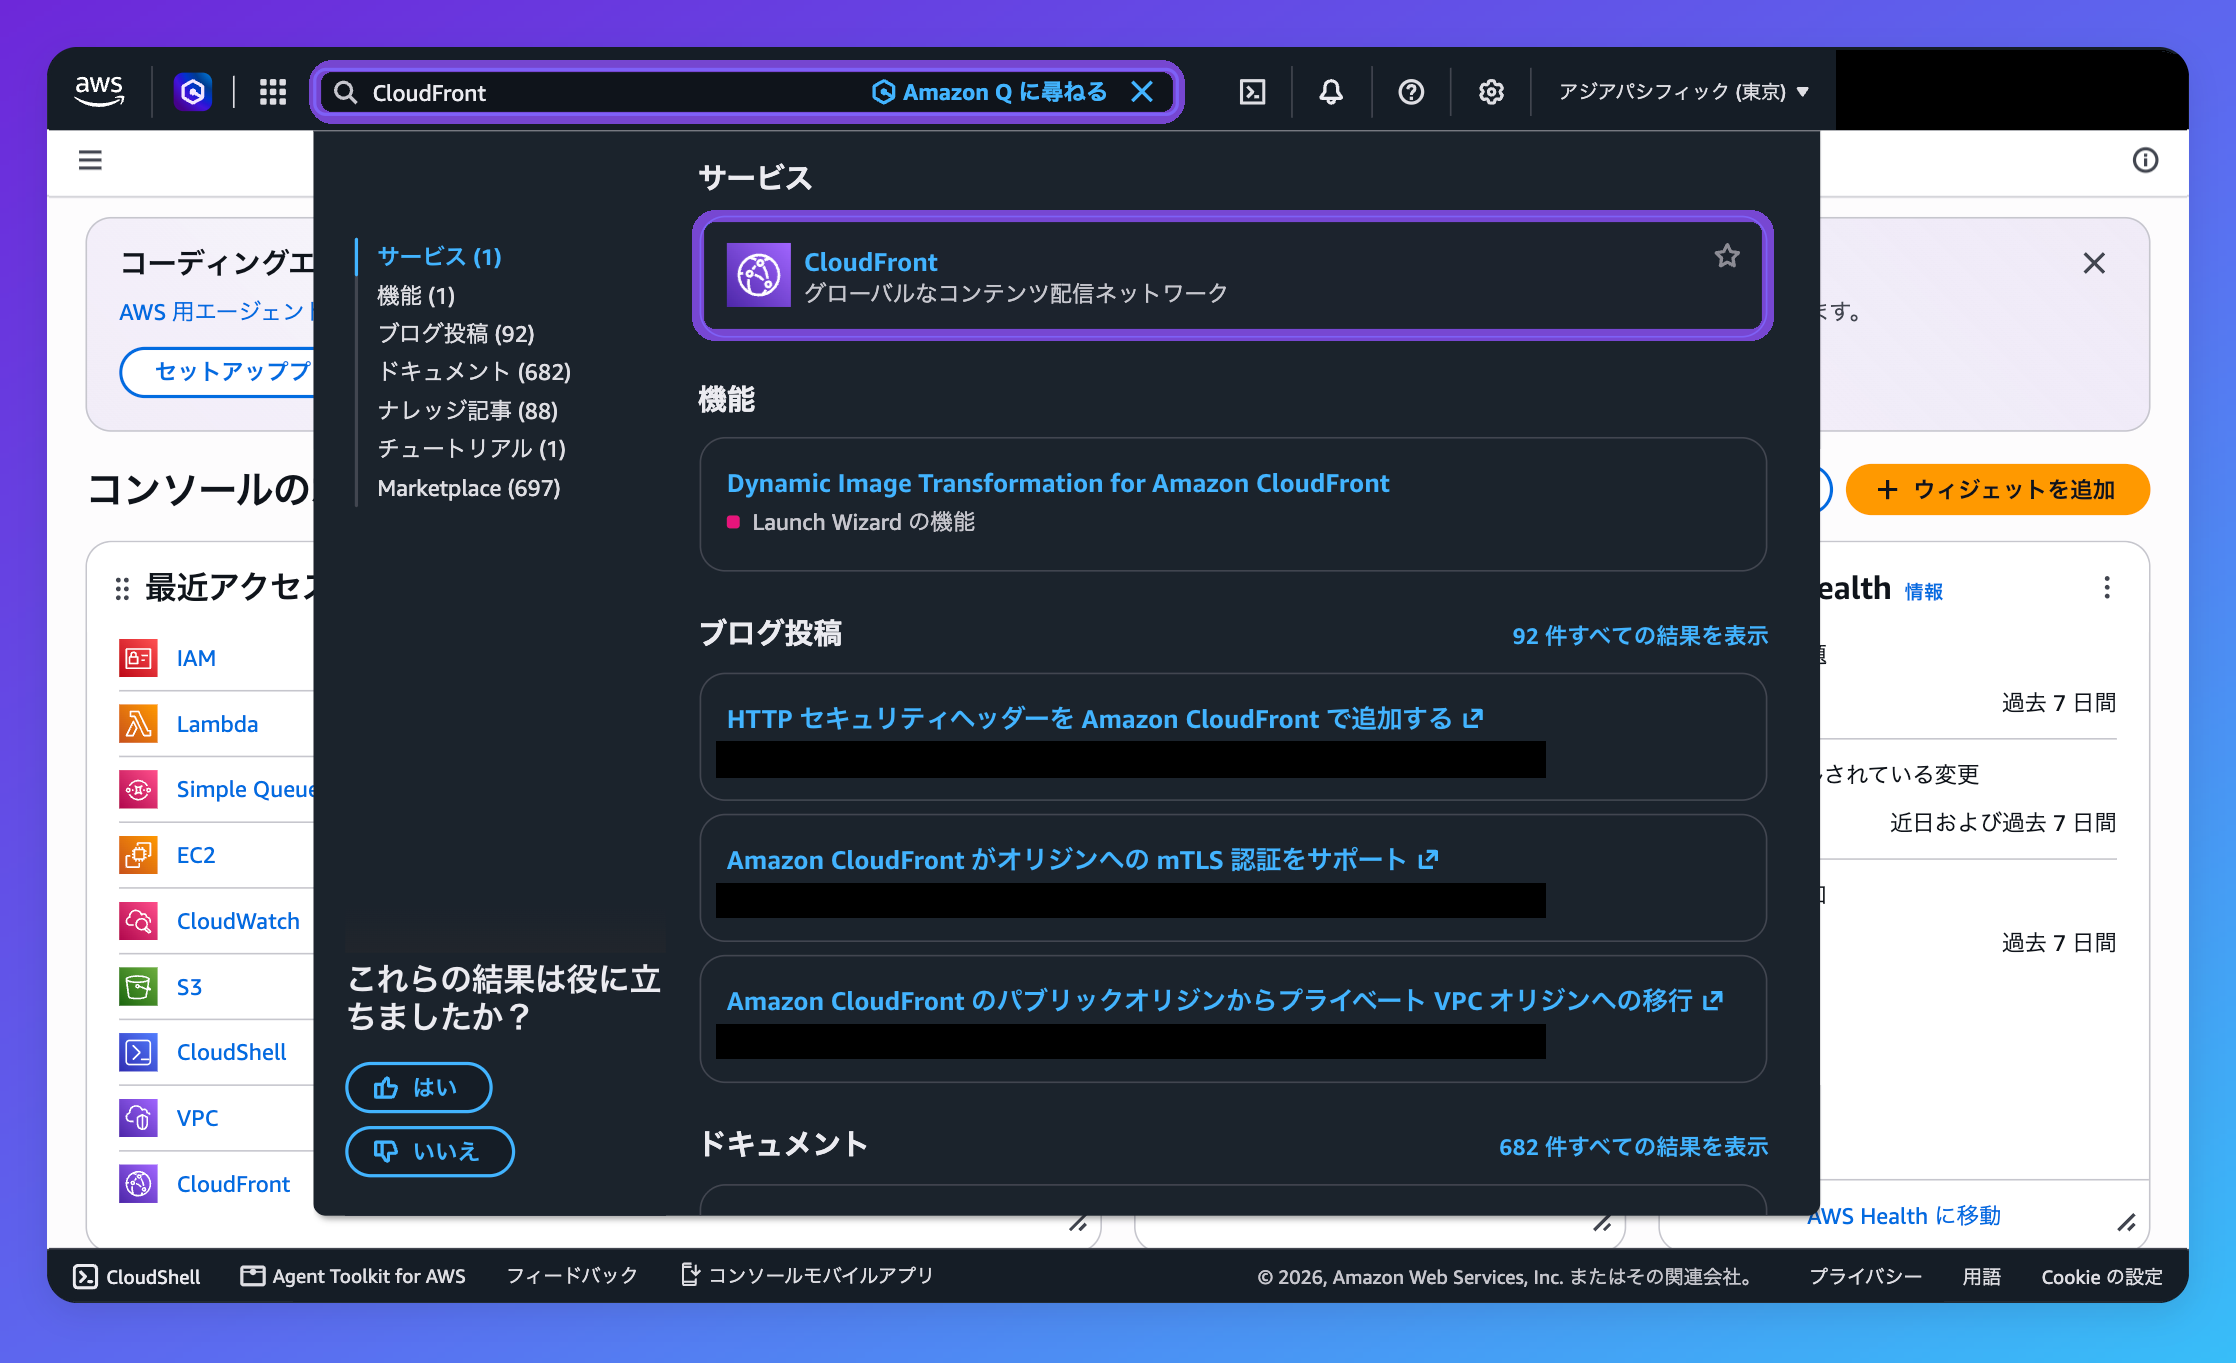 aws
CloudFront
Amazon Q に尋ねる
アジアパシフィック (東京) ▼
コーディングエ
AWS 用エージェント
セットアッププ
コンソールの
最近アクセス
IAM
Lambda
Simple Queue
EC2
CloudWatch
S3
CloudShell
VPC
CloudFront
サービス (1)
機能 (1)
ブログ投稿 (92)
ドキュメント (682)
ナレッジ記事 (88)
チュートリアル (1)
Marketplace (697)
これらの結果は役に立
ちましたか？
はい
いいえ
サービス
CloudFront
グローバルなコンテンツ配信ネットワーク
機能
Dynamic Image Transformation for Amazon CloudFront
Launch Wizard の機能
ブログ投稿
92 件すべての結果を表示
HTTP セキュリティヘッダーを Amazon CloudFront で追加する
Amazon CloudFront がオリジンへの mTLS 認証をサポート
Amazon CloudFront のパブリックオリジンからプライベート VPC オリジンへの移行
ドキュメント
682 件すべての結果を表示
ます。
+ ウィジェットを追加
ealth 情報
過去 7 日間
されている変更
近日および過去 7 日間
過去 7 日間
AWS Health に移動
CloudShell
Agent Toolkit for AWS
フィードバック
コンソールモバイルアプリ
© 2026, Amazon Web Services, Inc. またはその関連会社。
プライバシー
用語
Cookie の設定